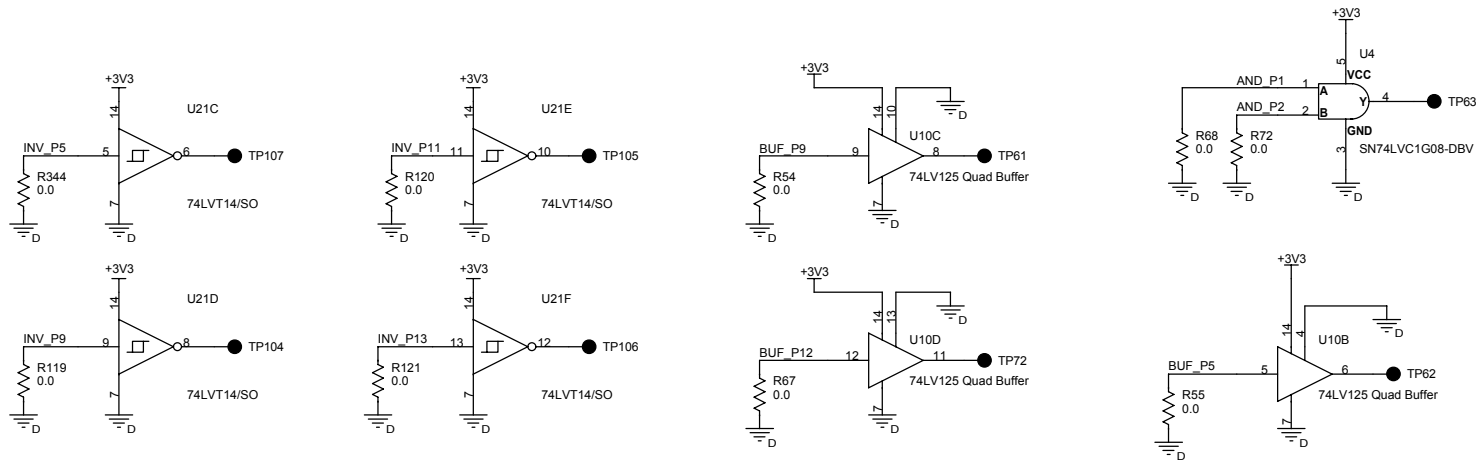 +3V3
U21C
14
INV_P5
5
6
TP107
R344
0.0
7
74LVT14/SO
D
D
+3V3
U21E
14
INV_P11
11
10
TP105
R120
0.0
7
74LVT14/SO
D
D
+3V3
14
10
D
U10C
BUF_P9
9
8
TP61
R54
0.0
74LV125 Quad Buffer
7
D
D
+3V3
U4
5
VCC
AND_P1
1
A
Y
4
TP63
AND_P2
2
B
GND
R68
0.0
R72
0.0
3
SN74LVC1G08-DBV
D
D
D
+3V3
U21D
14
INV_P9
9
8
TP104
R119
0.0
7
74LVT14/SO
D
D
+3V3
U21F
14
INV_P13
13
12
TP106
R121
0.0
7
74LVT14/SO
D
D
+3V3
14
13
D
U10D
BUF_P12
12
11
TP72
R67
0.0
74LV125 Quad Buffer
7
D
D
+3V3
14
4
D
U10B
BUF_P5
5
6
TP62
R55
0.0
74LV125 Quad Buffer
7
D
D